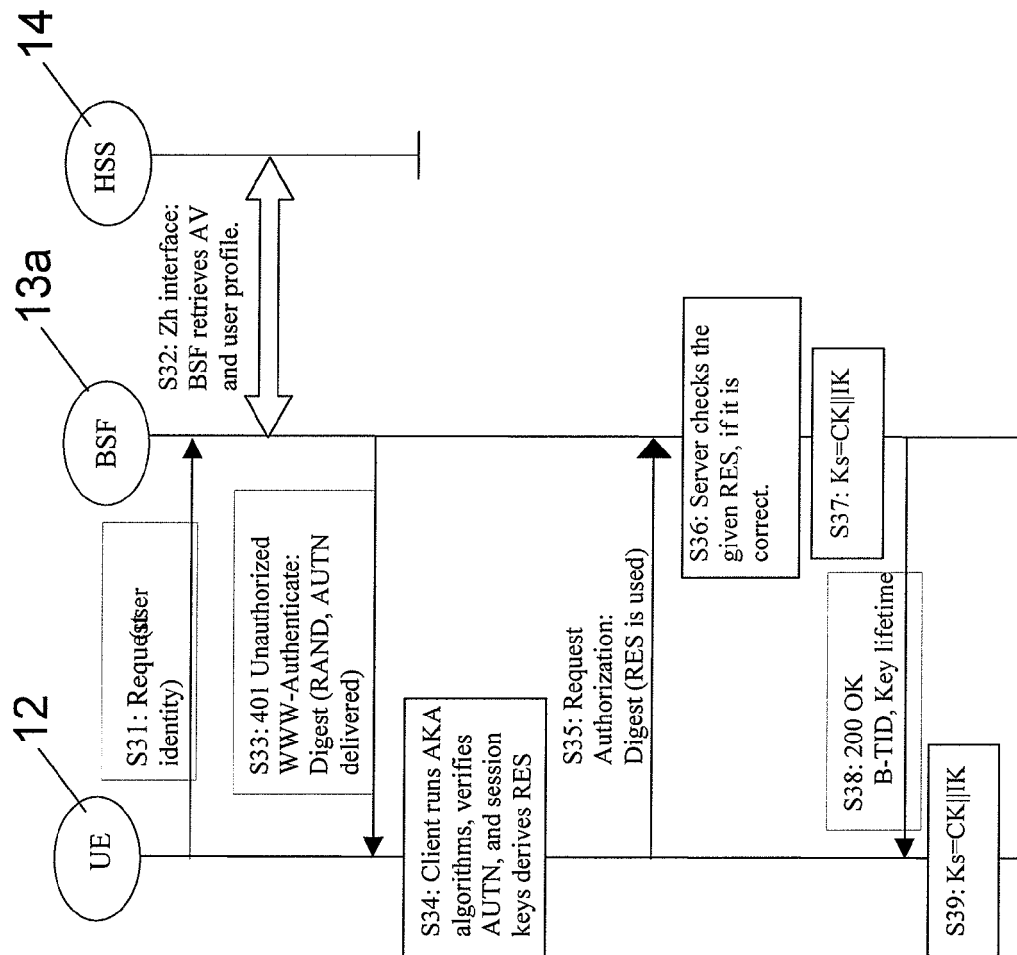 12
13a
14
UE
BSF
HSS
S31: Request (user
identity)
S32: Zh interface:
BSF retrieves AV
and user profile.
S33: 401 Unauthorized
WWW-Authenticate:
Digest (RAND, AUTN
delivered)
S34: Client runs AKA
algorithms, verifies
AUTN, and session
keys derives RES
S35: Request
Authorization:
Digest (RES is used)
S36: Server checks the
given RES, if it is
correct.
S37: Ks=CK||IK
S38: 200 OK
B-TID, Key lifetime
S39: Ks=CK||IK